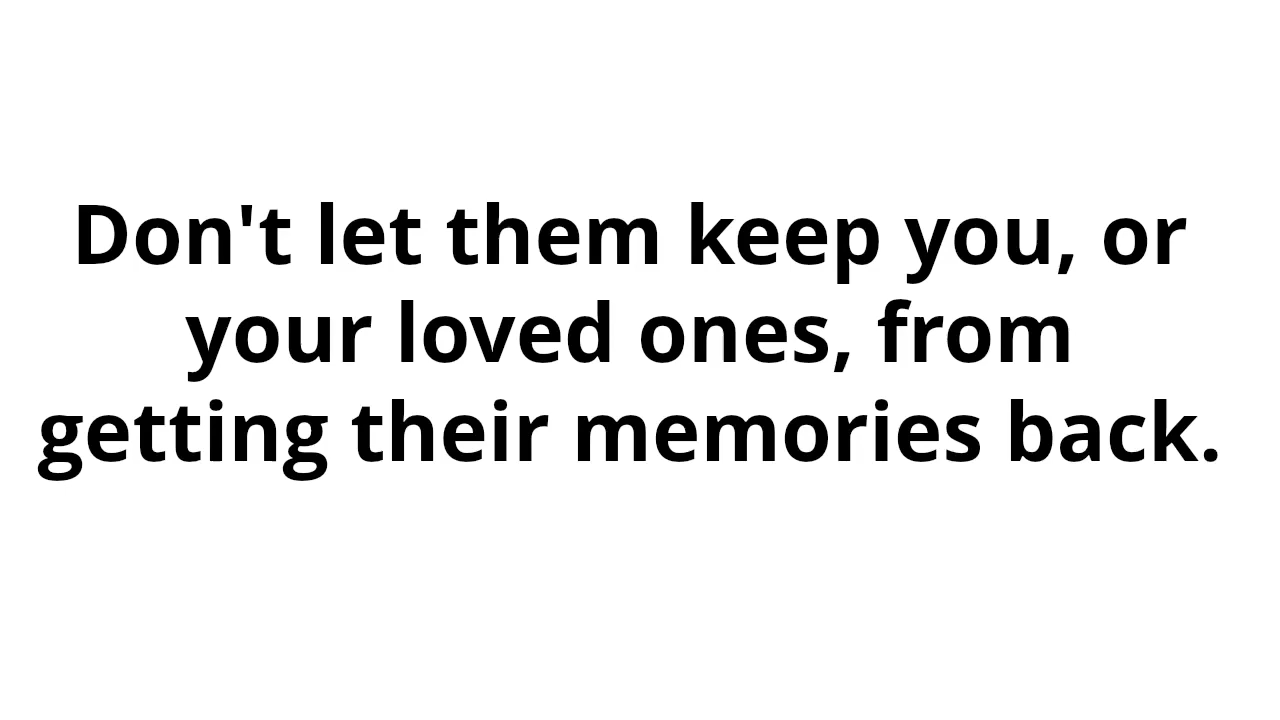 Don't let them keep you, or
your loved ones, from
getting their memories back.